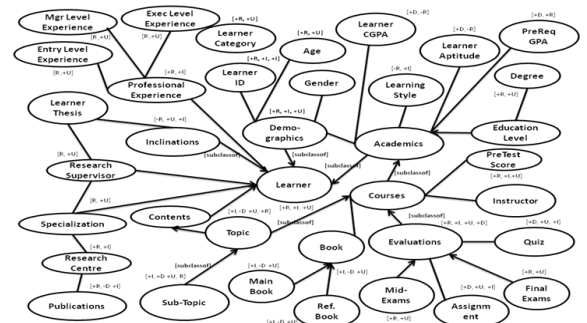 Mgr Level
Experience
Exec Level
Experience
[+R, +U]
Learner
Category
Learner
CGPA
[+D, -R]
[+D, -R]
PreReq
GPA
[R ,+U]
[R ,+U]
[R, +U]
Age
Learner
Aptitude
Entry Level
Experience
[R ,+U]
[+R, +I, +I]
Learner
ID
Gender
[-R, +I]
Learning
Style
Degree
[+R, +U]
Professional
Experience
[R, +I]
Learner
Thesis
[-R, +U, +I]
[+R, +I, +U]
Demo-
graphics
Academics
Education
Level
Inclinations
[subclassof]
[subclassof]
[subclassof]
PreTest
Score
[+R, +I,+U]
[R, +U]
Research
Supervisor
Learner
[subclassof]
Courses
Instructor
[R, +U]
Specialization
Contents
[+I, -D +U, +R]
[+R, +I, +U]
[subclassof]
[subclassof]
[+R, +I, +U, +D]
[+D, +U, +I]
Topic
Book
Evaluations
Quiz
[+R, +I]
Research
Centre
[subclassof]
[+I, -D +U]
[+R, -D +I]
[+I, +D +U, R]
Main
Book
Mid-
Exams
[+D, +U, +I]
[+R, +U]
Final
Exams
Publications
Sub-Topic
Ref.
Book
Assignm
ent
[+I, -D +U]
[+R, +U]